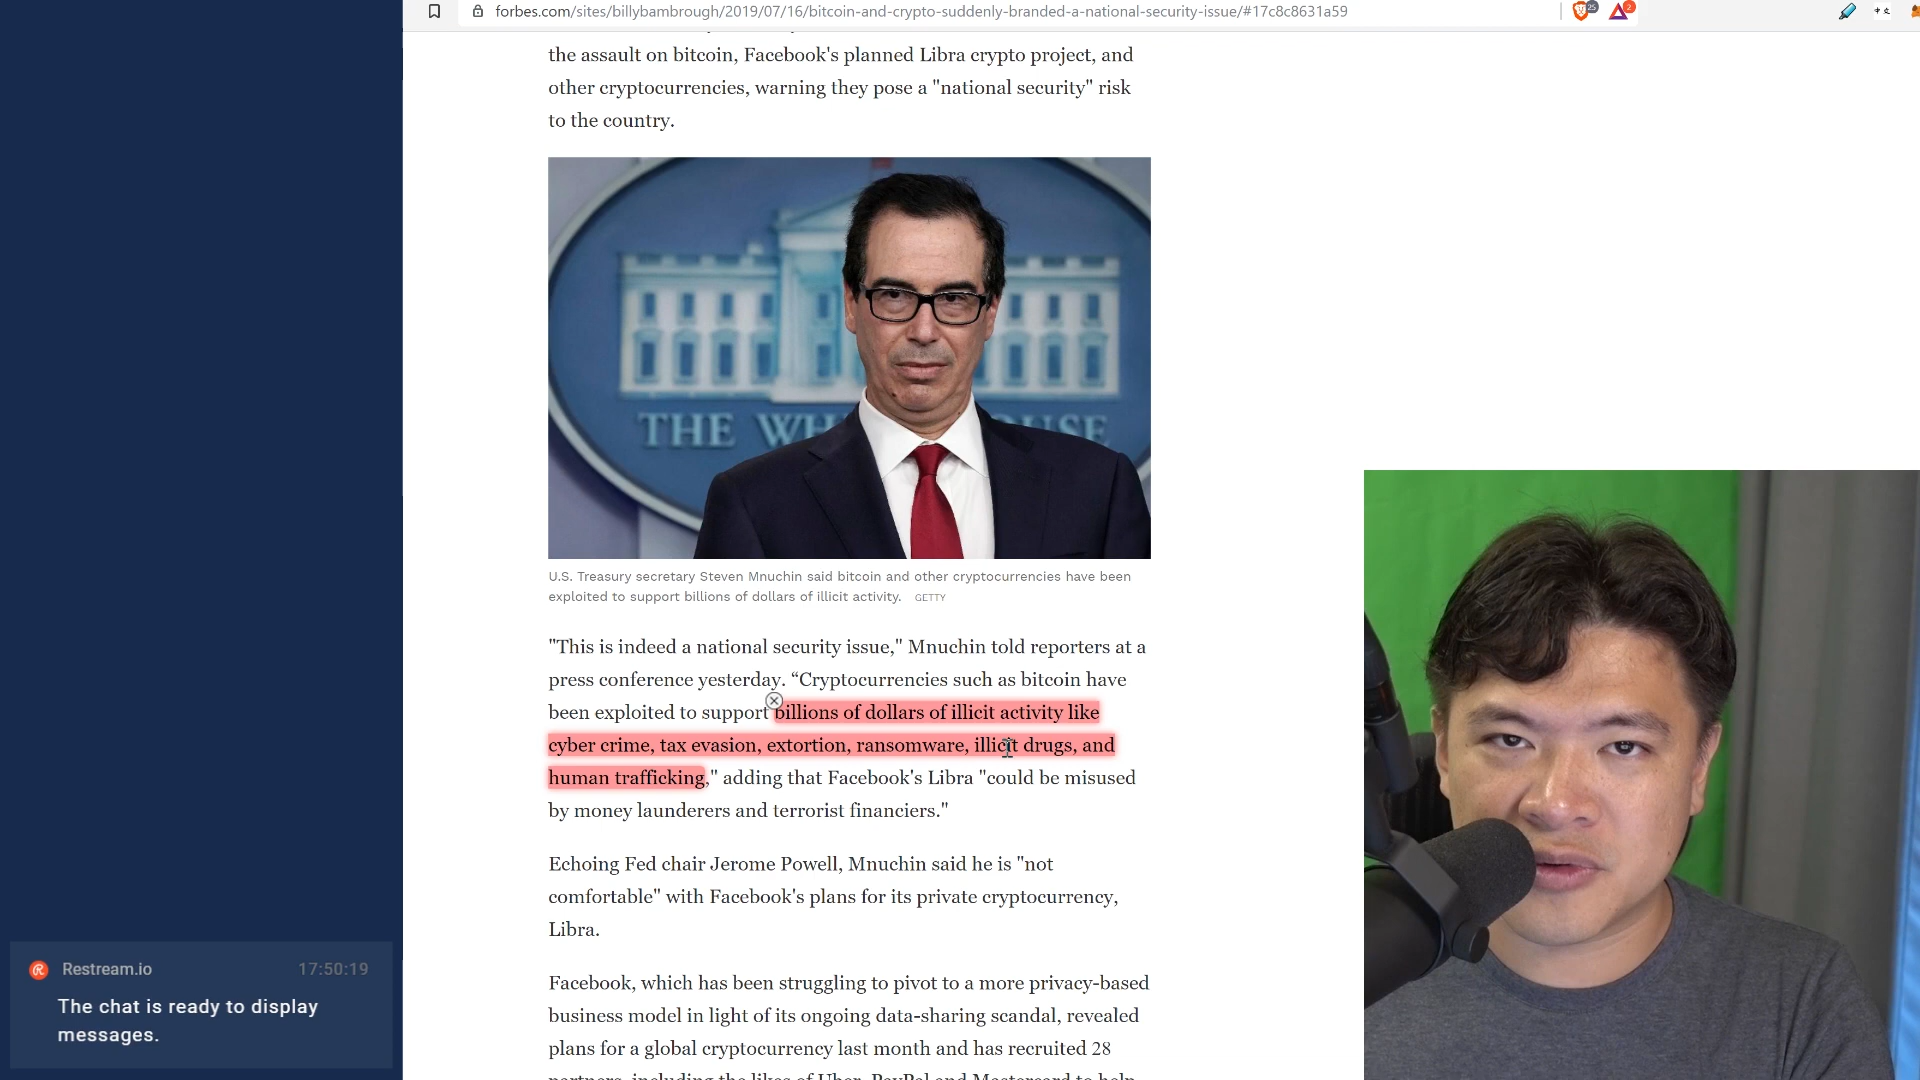 forbes.com/sites/billybambrough/2019/07/16/bitcoin-and-crypto-suddenly-branded-a-national-security-issue/#17c8c8631a59
25
2
the assault on bitcoin, Facebook's planned Libra crypto project, and
other cryptocurrencies, warning they pose a "national security" risk
to the country.
THE WH OUSE
U.S. Treasury secretary Steven Mnuchin said bitcoin and other cryptocurrencies have been
exploited to support billions of dollars of illicit activity. GETTY
"This is indeed a national security issue," Mnuchin told reporters at a
press conference yesterday. “Cryptocurrencies such as bitcoin have
been exploited to support billions of dollars of illicit activity like
cyber crime, tax evasion, extortion, ransomware, illicit drugs, and
human trafficking," adding that Facebook's Libra "could be misused
by money launderers and terrorist financiers."
Echoing Fed chair Jerome Powell, Mnuchin said he is "not
comfortable" with Facebook's plans for its private cryptocurrency,
Libra.
Facebook, which has been struggling to pivot to a more privacy-based
business model in light of its ongoing data-sharing scandal, revealed
plans for a global cryptocurrency last month and has recruited 28
partners, including the likes of Uber, PayPal and Mastercard to help
Restream.io 17:50:19
The chat is ready to display
messages.